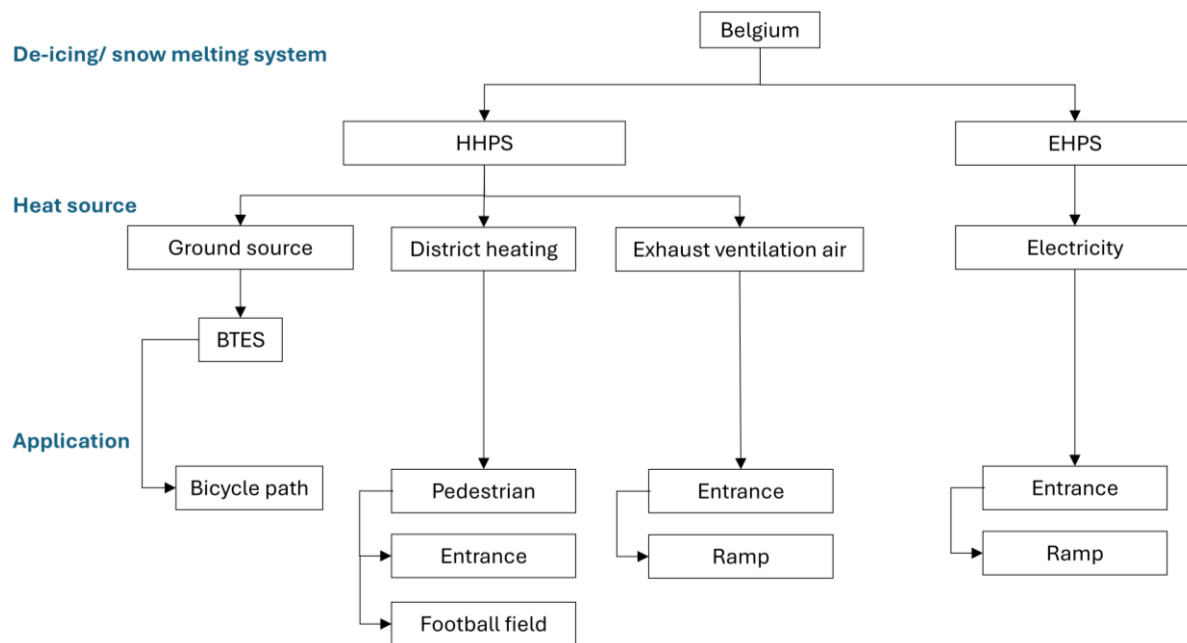 Belgium
De-icing/ snow melting system
HHPS
EHPS
Heat source
Ground source
District heating
Exhaust ventilation air
Electricity
BTES
Application
Bicycle path
Pedestrian
Entrance
Entrance
Entrance
Ramp
Ramp
Football field